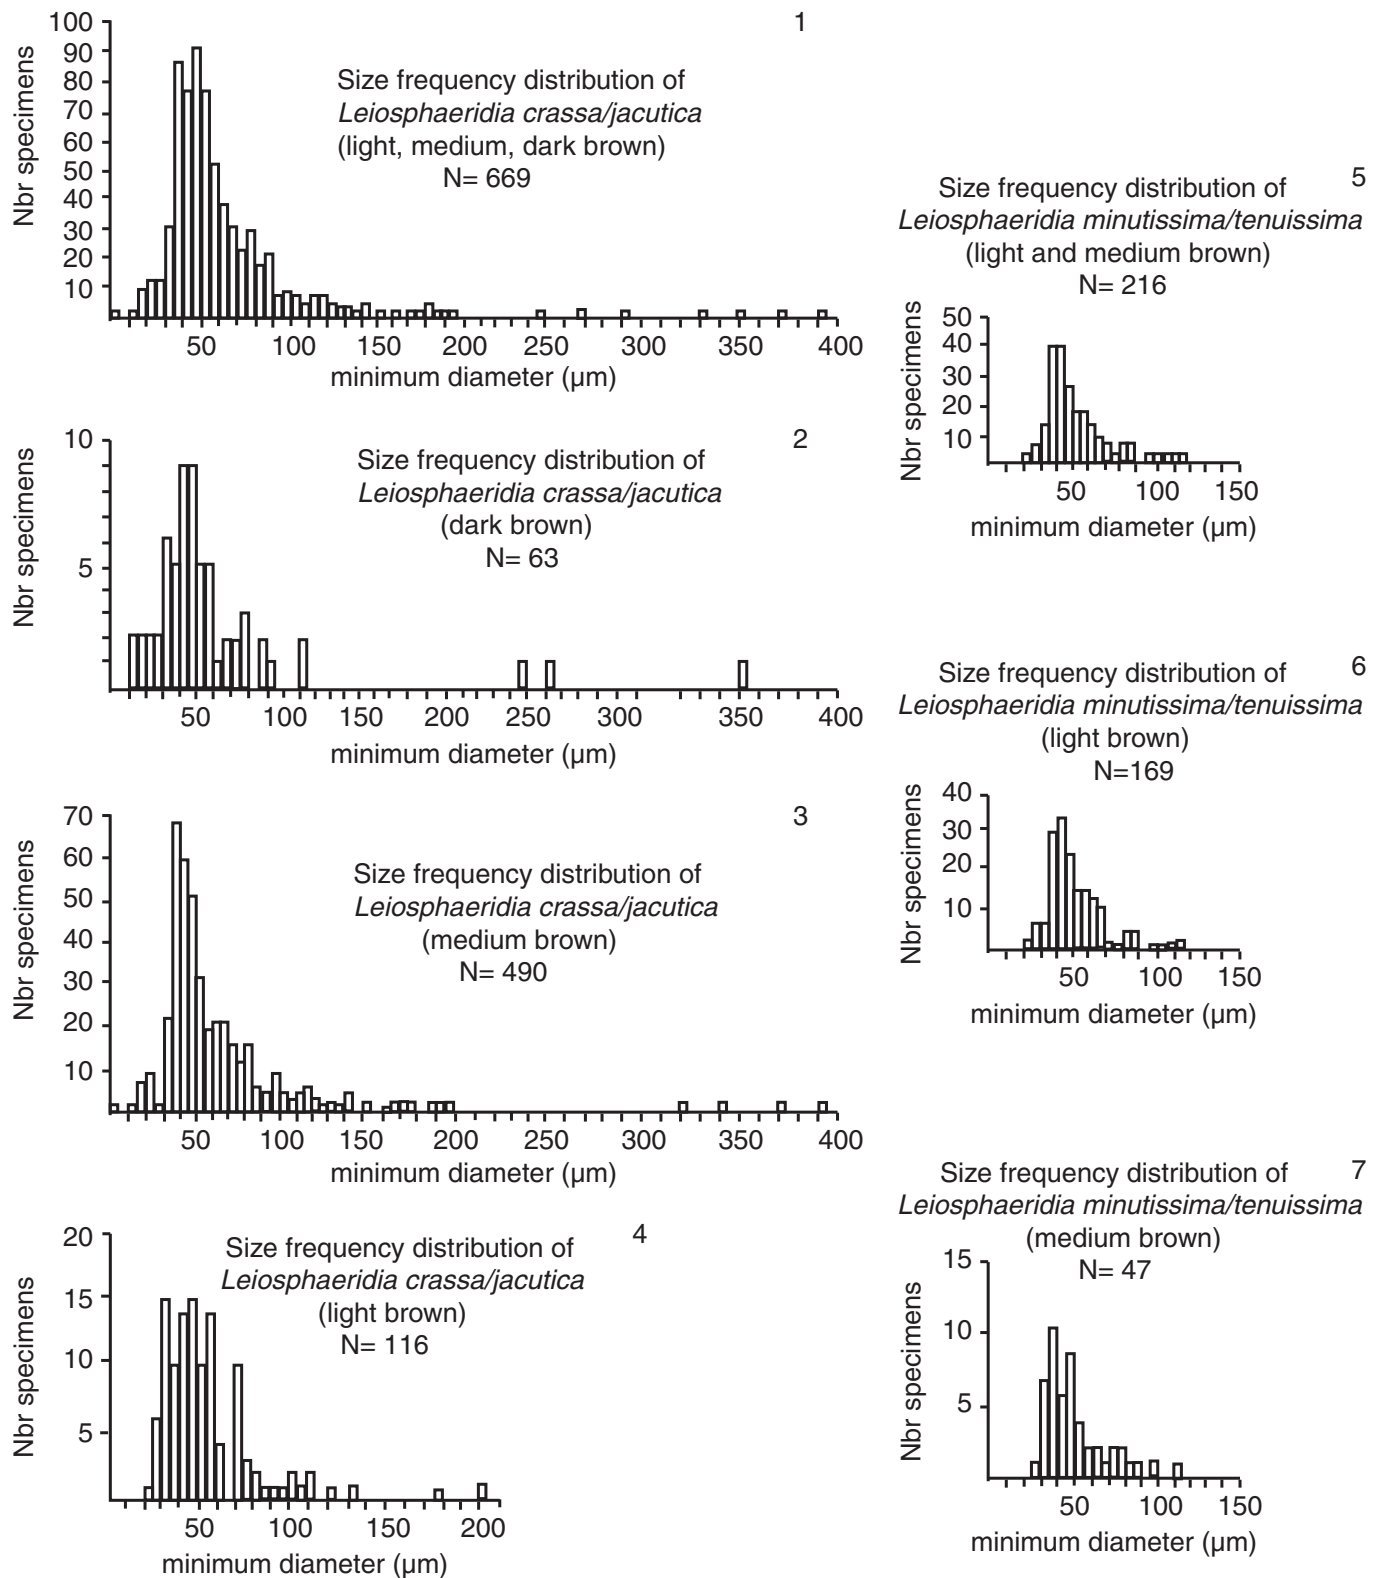 1
Size frequency distribution of
Leiosphaeridia crassa/jacutica
(light, medium, dark brown)
N= 669
Nbr specimens
100
90
80
70
60
50
40
30
20
10
50 100 150 200 250 300 350 400
minimum diameter (µm)
2
Size frequency distribution of
Leiosphaeridia crassa/jacutica
(dark brown)
N= 63
Nbr specimens
10
5
50 100 150 200 250 300 350 400
minimum diameter (µm)
3
Size frequency distribution of
Leiosphaeridia crassa/jacutica
(medium brown)
N= 490
Nbr specimens
70
60
50
40
30
20
10
50 100 150 200 250 300 350 400
minimum diameter (µm)
4
Size frequency distribution of
Leiosphaeridia crassa/jacutica
(light brown)
N= 116
Nbr specimens
20
15
10
5
50 100 150 200
minimum diameter (µm)
5
Size frequency distribution of
Leiosphaeridia minutissima/tenuissima
(light and medium brown)
N= 216
Nbr specimens
50
40
30
20
10
50 100 150
minimum diameter (µm)
6
Size frequency distribution of
Leiosphaeridia minutissima/tenuissima
(light brown)
N=169
Nbr specimens
40
30
20
10
50 100 150
minimum diameter (µm)
7
Size frequency distribution of
Leiosphaeridia minutissima/tenuissima
(medium brown)
N= 47
Nbr specimens
15
10
5
50 100 150
minimum diameter (µm)